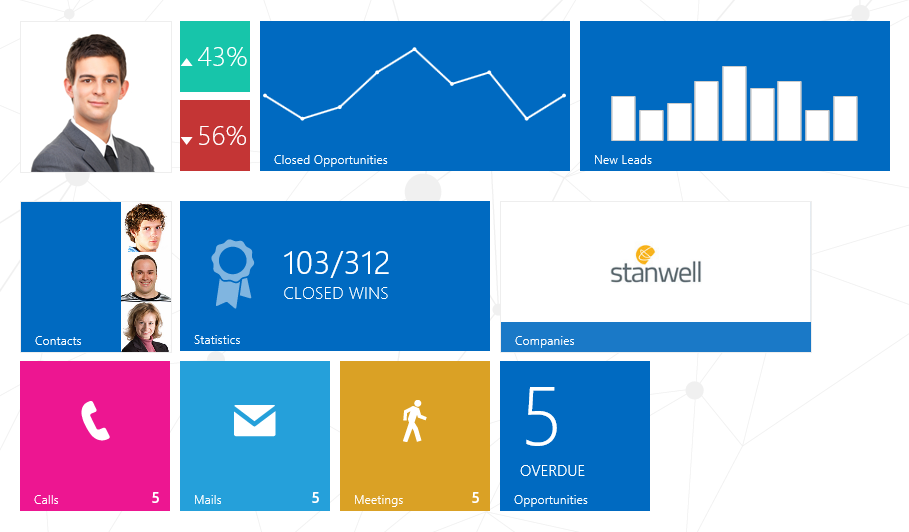 43%
56%
Closed Opportunities
New Leads
103/312
CLOSED WINS
Contacts
Statistics
stanwell
Companies
5
OVERDUE
Calls 5
Mails 5
Meetings 5
Opportunities